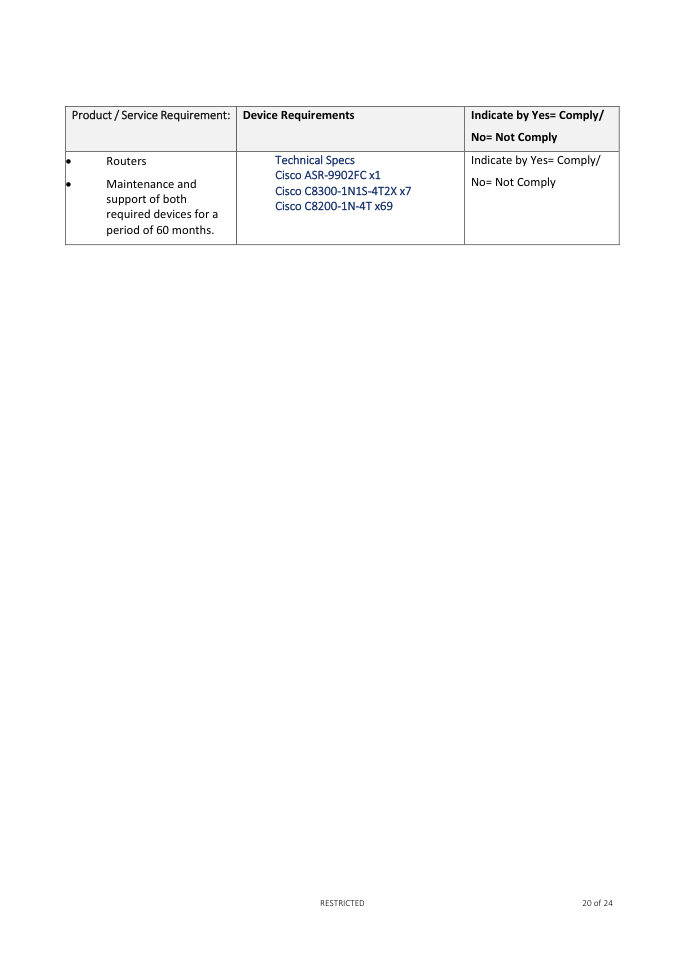 Product / Service Requirement:
Device Requirements
Indicate by Yes= Comply/
No= Not Comply
• Routers
• Maintenance and
support of both
required devices for a
period of 60 months.
Technical Specs
Cisco ASR-9902FC x1
Cisco C8300-1N1S-4T2X x7
Cisco C8200-1N-4T x69
Indicate by Yes= Comply/
No= Not Comply
RESTRICTED
20 of 24